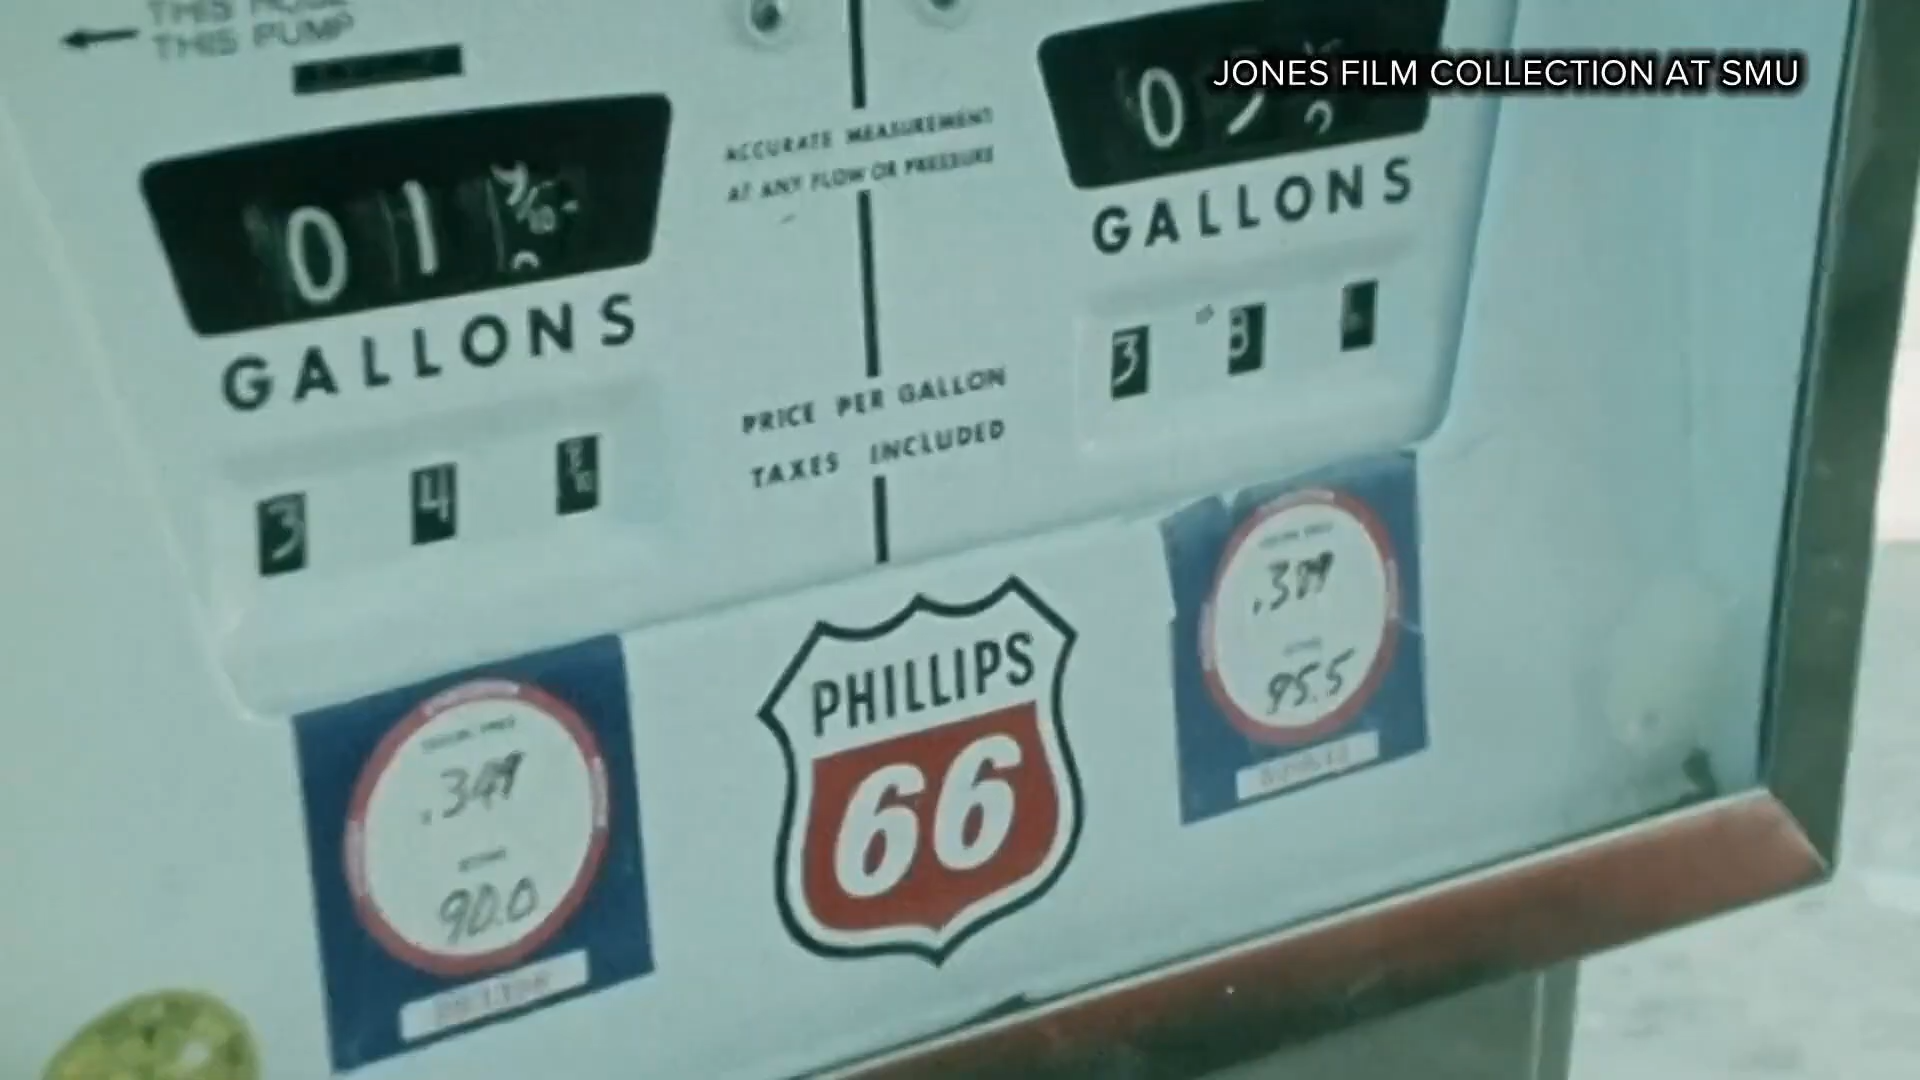 JONES FILM COLLECTION AT SMU
THIS PUMP
0 1
GALLONS
3 4
ACCURATE MEASUREMENT
AT ANY FLOW OR PRESSURE
PRICE PER GALLON
TAXES INCLUDED
0
GALLONS
3 8
.349
90.0
PHILLIPS
66
.389
95.5